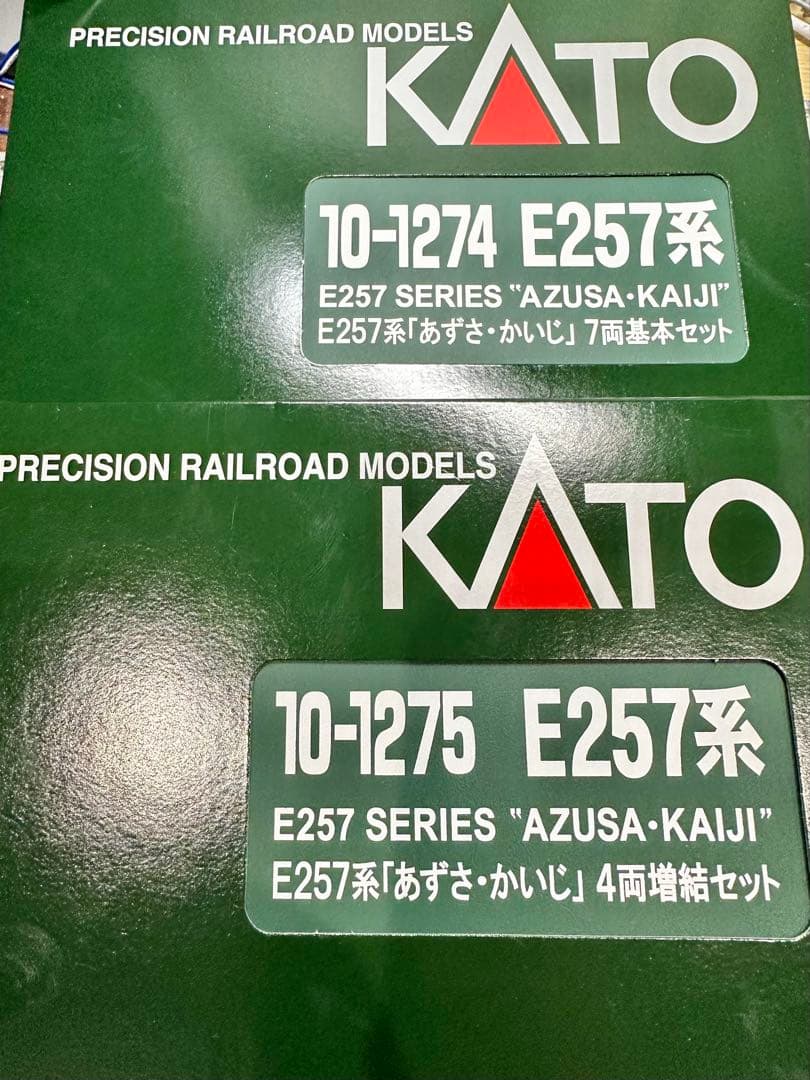 PRECISION RAILROAD MODELS
KATO
10-1274 E257系
E257 SERIES "AZUSA・KAIJI"
E257系「あずさ・かいじ」 7両基本セット
PRECISION RAILROAD MODELS
KATO
10-1275 E257系
E257 SERIES "AZUSA・KAIJI"
E257系「あずさ・かいじ」 4両増結セット